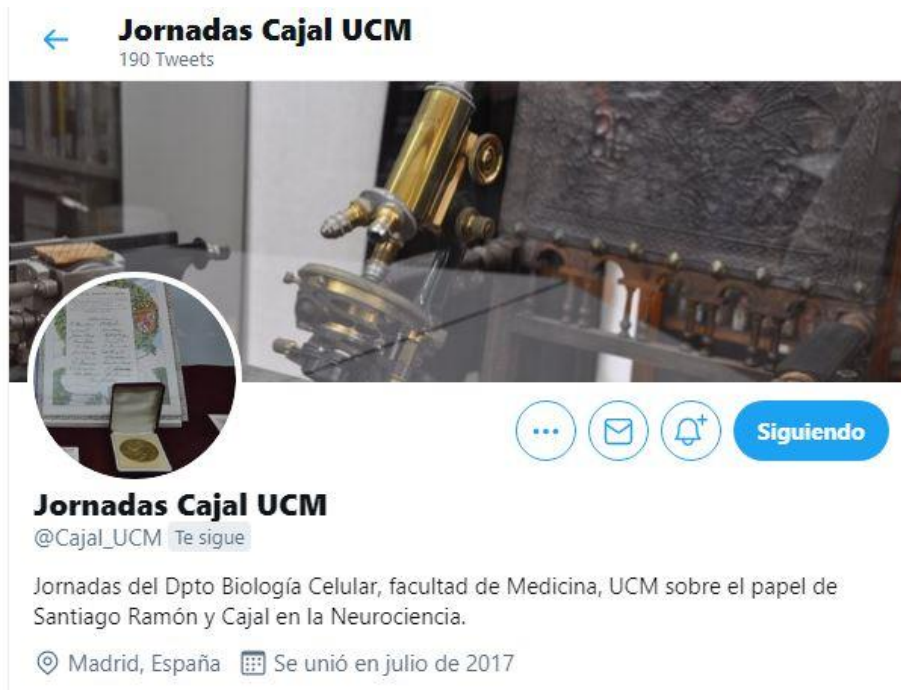 Jornadas Cajal UCM
190 Tweets
Siguiendo
Jornadas Cajal UCM
@Cajal_UCM Te sigue
Jornadas del Dpto Biología Celular, facultad de Medicina, UCM sobre el papel de
Santiago Ramón y Cajal en la Neurociencia.
Madrid, España Se unió en julio de 2017